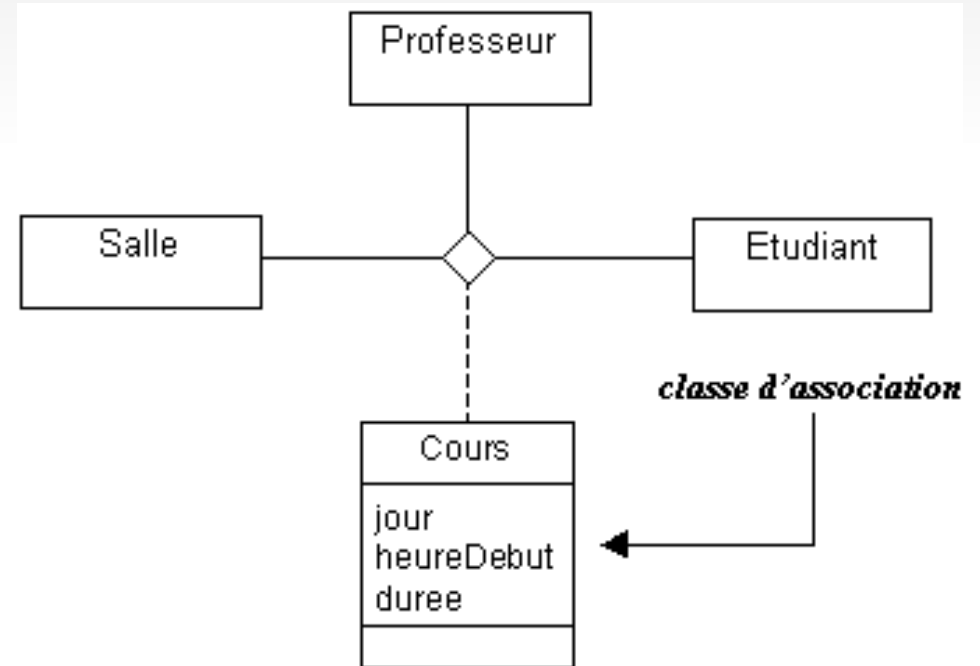 Professeur
Salle
Etudiant
classe d’association
Cours
jour
heureDebut
duree